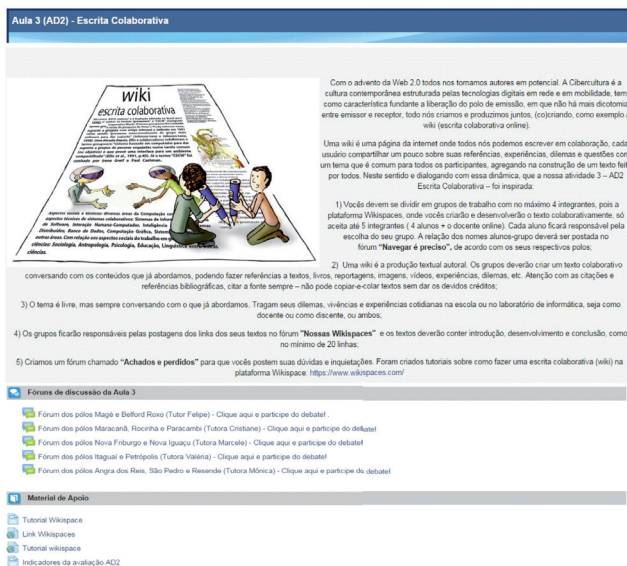 Aula 3 (AD2) - Escrita Colaborativa
wiki
escrita colaborativa
Com o advento da Web 2.0 todos nos tornamos autores em potencial. A Cibercultura é a
cultura contemporânea estruturada pelas tecnologias digitais em rede e em mobilidade, tem
como característica fundante a liberação do polo de emissão, em que não há mais dicotomia
entre emissor e receptor, todo nós criamos e produzimos juntos, (co)criando, como exemplo a
wiki (escrita colaborativa online).
Uma wiki é uma página da internet onde todos nós podemos escrever em colaboração, cada
usuário compartilhar um pouco sobre suas referências, experiências, dilemas e questões com
um tema que é comum para todos os participantes, agregando na construção de um texto feit
por todos. Neste sentido e dialogando com essa dinâmica, que a nossa atividade 3 – AD2
Escrita Colaborativa – foi inspirada:
1) Vocês devem se dividir em grupos de trabalho com no máximo 4 integrantes, pois a
plataforma Wikispaces, onde vocês criarão e desenvolverão o texto colaborativamente, só
aceita até 5 integrantes ( 4 alunos + o docente online). Cada aluno ficará responsável pela
escolha do seu grupo. A relação dos nomes alunos-grupo deverá ser postada no
fórum "Navegar é preciso", de acordo com os seus respectivos polos;
2) Uma wiki é a produção textual autoral. Os grupos deverão criar um texto colaborativo
conversando com os conteúdos que já abordamos, podendo fazer referências a textos, livros, reportagens, imagens, vídeos, experiências, dilemas, etc. Atenção com as citações e
referências bibliográficas, citar a fonte sempre – não pode copiar-e-colar textos sem dar os devidos créditos;
3) O tema é livre, mas sempre conversando com o que já abordamos. Tragam seus dilemas, vivências e experiências cotidianas na escola ou no laboratório de informática, seja como
docente ou como discente, ou ambos;
4) Os grupos ficarão responsáveis pelas postagens dos links dos seus textos no fórum "Nossas Wikispaces" e os textos deverão conter introdução, desenvolvimento e conclusão, como
no mínimo de 20 linhas;
5) Criamos um fórum chamado "Achados e perdidos" para que vocês postem suas dúvidas e inquietações. Foram criados tutoriais sobre como fazer uma escrita colaborativa (wiki) na
plataforma Wikispace: https://www.wikispaces.com/
Fóruns de discussão da Aula 3
Fórum dos pólos Magé e Belford Roxo (Tutor Felipe) - Clique aqui e participe do debate! .
Fórum dos pólos Maracanã, Rocinha e Paracambi (Tutora Cristiane) - Clique aqui e participe do debate!
Fórum dos pólos Nova Friburgo e Nova Iguaçu (Tutora Marcele) - Clique aqui e participe do debate!
Fórum dos pólos Itaguaí e Petrópolis (Tutora Valéria) - Clique aqui e participe do debate!
Fórum dos pólos Angra dos Reis, São Pedro e Resende (Tutora Mônica) - Clique aqui e participe do debate!
Material de Apoio
Tutorial Wikispace
Link Wikispaces
Tutorial wikispace
Indicadores da avaliação AD2